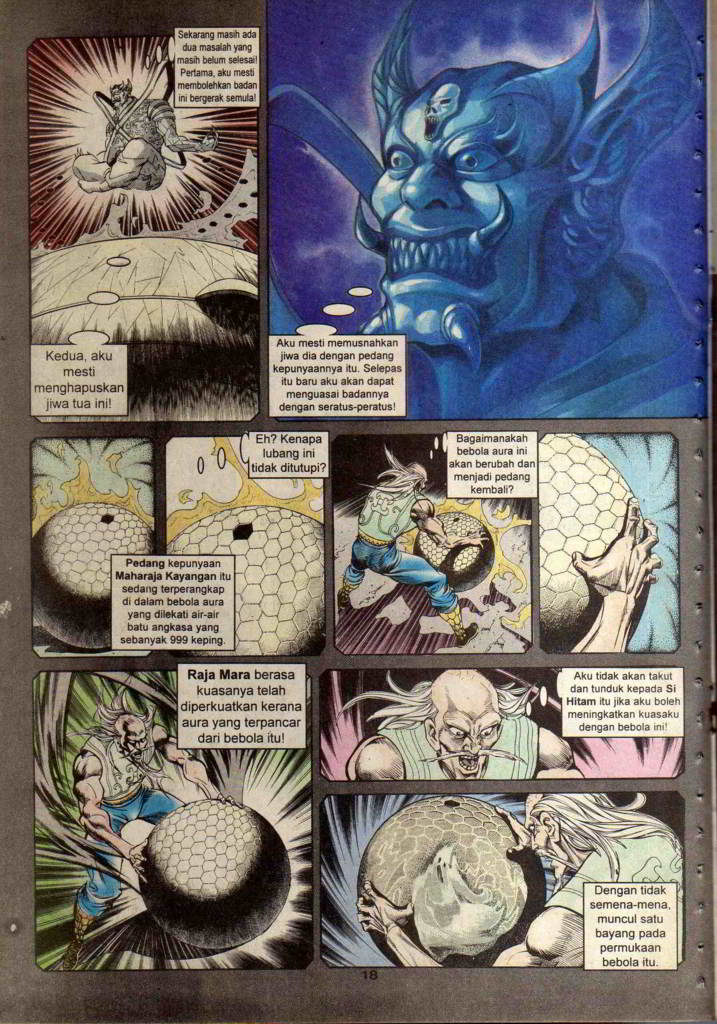 Sekarang masih ada
dua masalah yang
masih belum selesai!
Pertama, aku mesti
membolehkan badan
ini bergerak semula!
Kedua, aku
mesti
menghapuskan
jiwa tua ini!
Aku mesti memusnahkan
jiwa dia dengan pedang
kepunyaannya itu. Selepas
itu baru aku akan dapat
menguasai badannya
dengan seratus-peratus!
Pedang kepunyaan
Maharaja Kayangan itu
sedang terperangkap
di dalam bebola aura
yang dilekati air-air
batu angkasa yang
sebanyak 999 keping.
Eh? Kenapa
lubang ini
tidak ditutupi?
Bagaimanakah
bebola aura ini
akan berubah dan
menjadi pedang
kembali?
Raja Mara berasa
kuasanya telah
diperkuatkan kerana
aura yang terpancar
dari bebola itu!
Aku tidak akan takut
dan tunduk kepada Si
Hitam itu jika aku boleh
meningkatkan kuasaku
dengan bebola ini!
Dengan tidak
semena-mena,
muncul satu
bayang pada
permukaan
bebola itu.
18